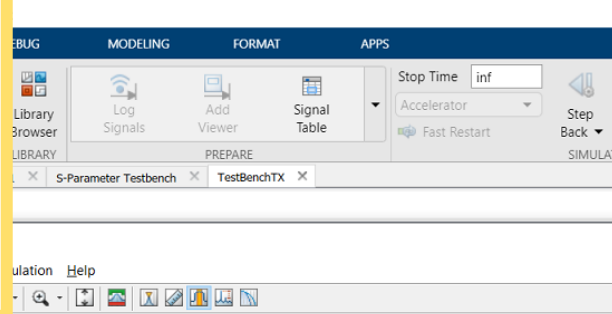 EBUG MODELING FORMAT APPS
Library Browser
Log Signals
Add Viewer
Signal Table
Stop Time inf
Accelerator
Fast Restart
Step Back
LIBRARY PREPARE SIMULA
S-Parameter Testbench TestBenchTX
ulation Help